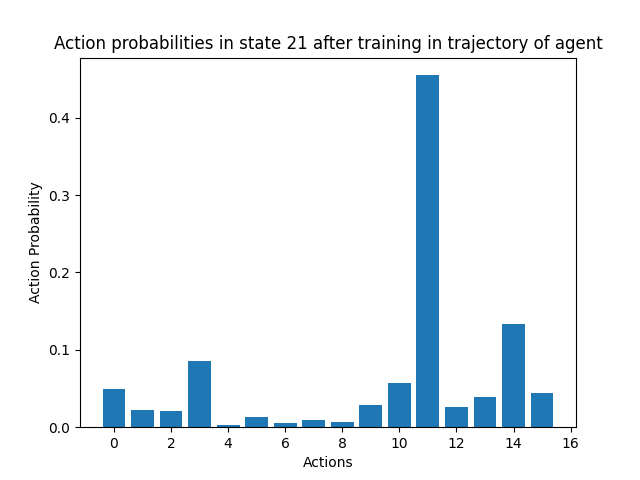 Action probabilities in state 21 after training in trajectory of agent
Action Probability
0.4
0.3
0.2
0.1
0.0
0 2 4 6 8 10 12 14 16
Actions